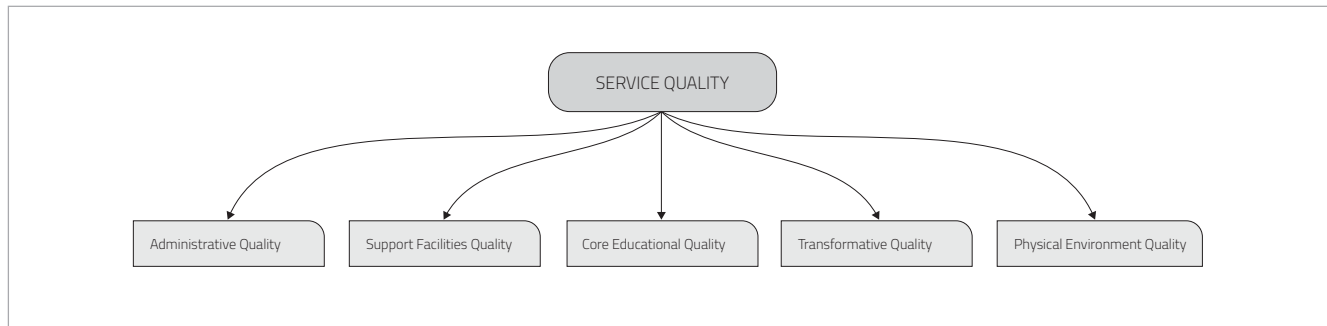 SERVICE QUALITY
Administrative Quality
Support Facilities Quality
Core Educational Quality
Transformative Quality
Physical Environment Quality